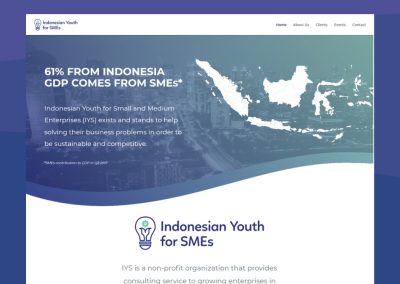 Indonesian Youth
for SMEs
Home About Us Clients Events Contact
61% FROM INDONESIA
GDP COMES FROM SMEs*
Indonesian Youth for Small and Medium
Enterprises (IYS) exists and stands to help
solving their business problems in order to
be sustainable and competitive.
Indonesian Youth
for SMEs
IYS is a non-profit organization that provides
consulting service to growing enterprises in